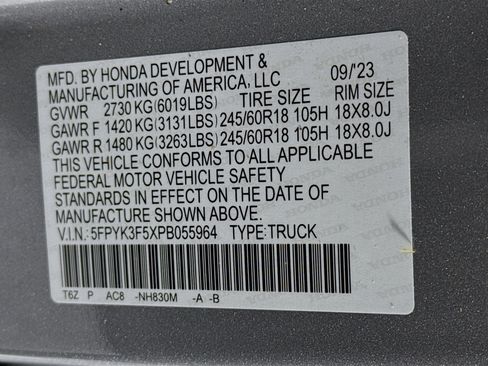 MFD. BY HONDA DEVELOPMENT &
MANUFACTURING OF AMERICA, LLC 09/'23
GVWR 2730 KG(6019LBS) TIRE SIZE RIM SIZE
GAWR F 1420 KG(3131LBS) 245/60R18 105H 18X8.0J
GAWR R 1480 KG(3263LBS) 245/60R18 105H 18X8.0J
THIS VEHICLE CONFORMS TO ALL APPLICABLE
FEDERAL MOTOR VEHICLE SAFETY
STANDARDS IN EFFECT ON THE DATE OF
MANUFACTURE SHOWN ABOVE.
V.I.N.: 5FPYK3F5XPB055964 TYPE:TRUCK
T6Z P AC8 -NH830M -A -B